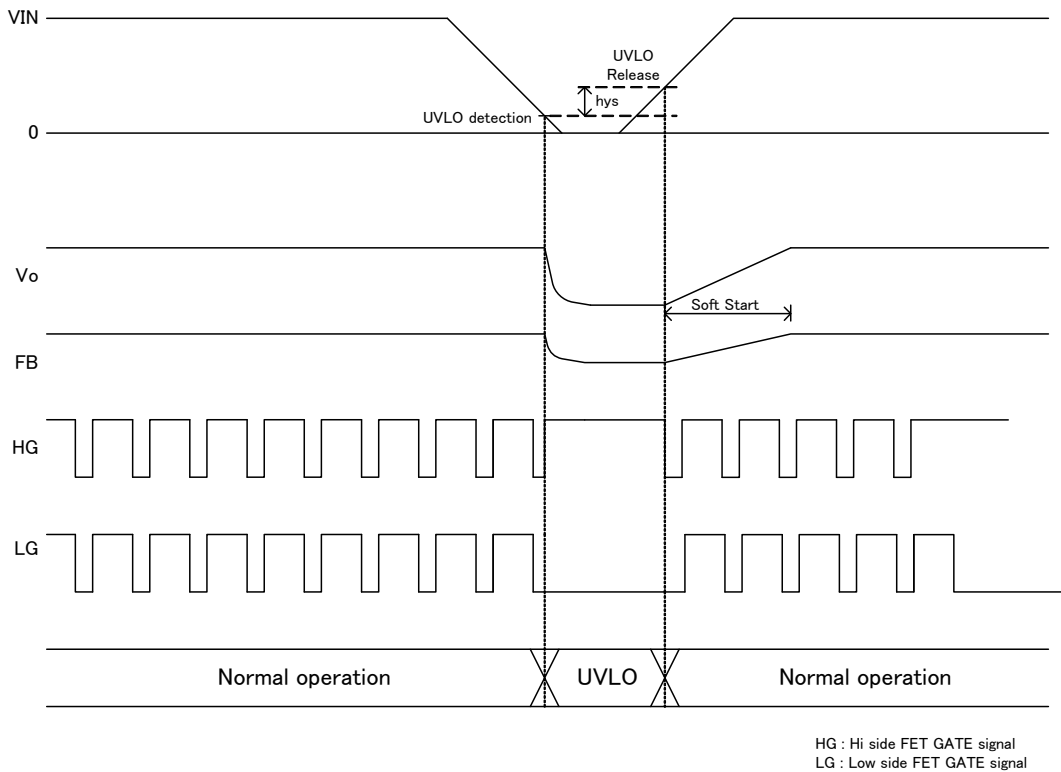 VIN
UVLO
Release
hys
UVLO detection
0
Vo
Soft Start
FB
HG
LG
Normal operation
UVLO
Normal operation
HG : Hi side FET GATE signal
LG : Low side FET GATE signal